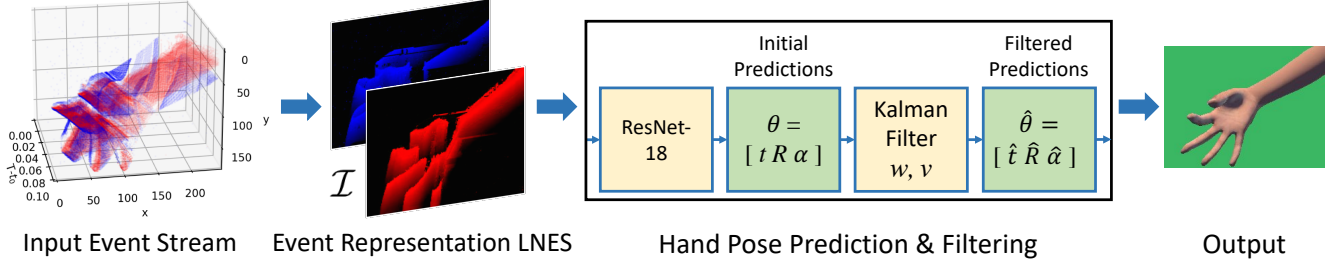 0
50
100
150
y
0.00
0.02
0.04
0.06
0.08
0.10
t-t₀
0
50
100
150
200
x
Input Event Stream
ℐ
Event Representation LNES
Initial
Predictions
Filtered
Predictions
ResNet-
18
θ =
[ t R α ]
Kalman
Filter
w, v
θ̂ =
[ t̂ R̂ α̂ ]
Hand Pose Prediction & Filtering
Output